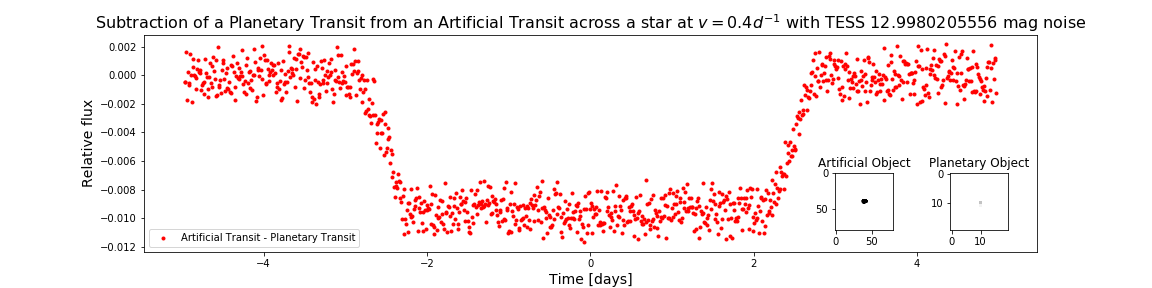 Subtraction of a Planetary Transit from an Artificial Transit across a star at v = 0.4d⁻¹ with TESS 12.9980205556 mag noise
Relative flux
0.002
0.000
−0.002
−0.004
−0.006
−0.008
−0.010
−0.012
Artificial Transit - Planetary Transit
Artificial Object
0
50
0 50
Planetary Object
0
10
0 10
−4 −2 0 2 4
Time [days]